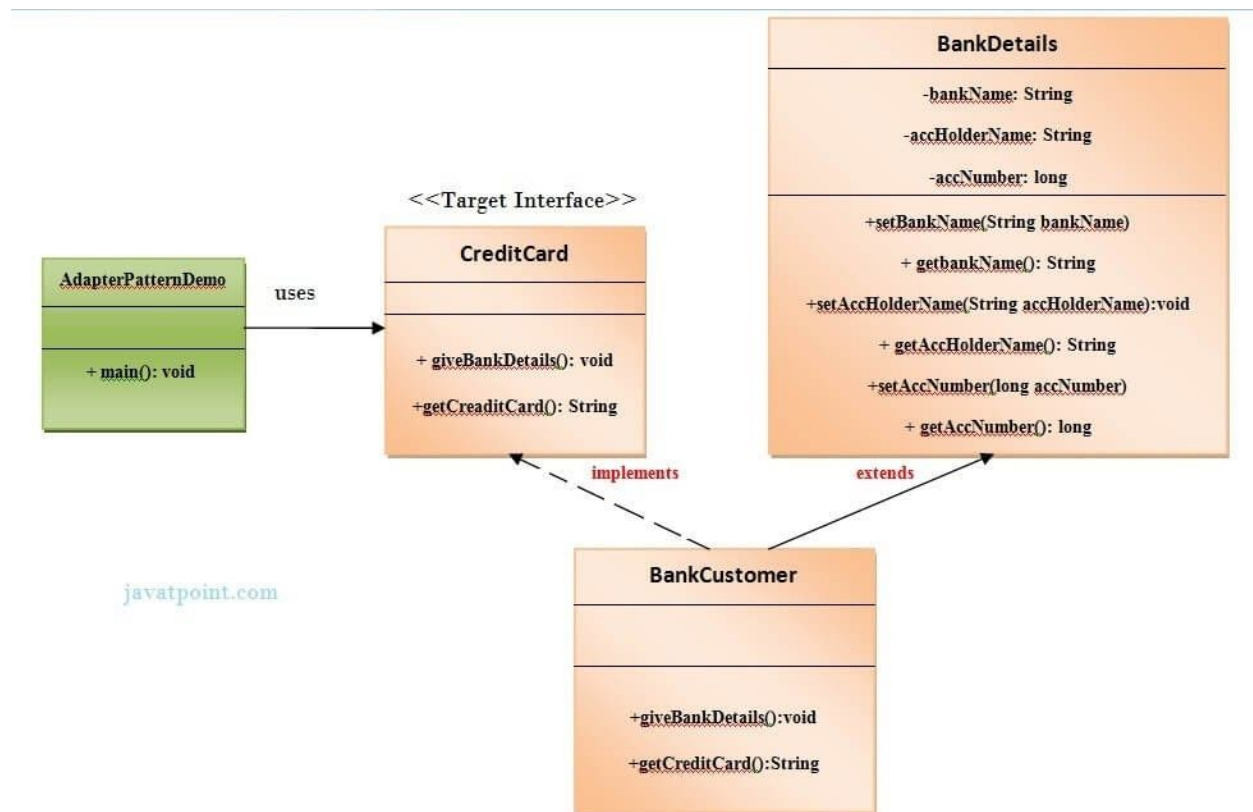 BankDetails
-bankName: String
-accHolderName: String
-accNumber: long
+setBankName(String bankName)
+ getbankName(): String
+setAccHolderName(String accHolderName):void
+ getAccHolderName(): String
+setAccNumber(long accNumber)
+ getAccNumber(): long
<<Target Interface>>
CreditCard
+ giveBankDetails(): void
+getCreaditCard(): String
AdapterPatternDemo
+ main(): void
uses
implements
extends
BankCustomer
+giveBankDetails():void
+getCreditCard():String
javatpoint.com